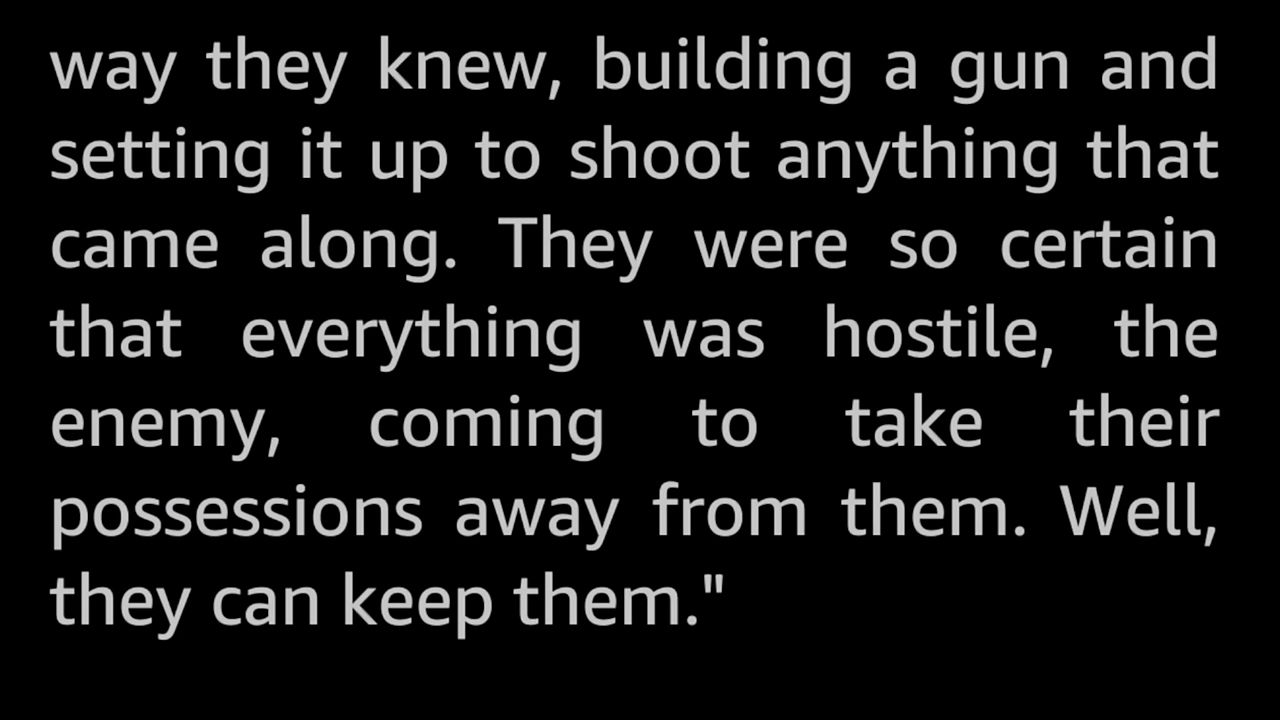 way they knew, building a gun and
setting it up to shoot anything that
came along. They were so certain
that everything was hostile, the
enemy, coming to take their
possessions away from them. Well,
they can keep them."